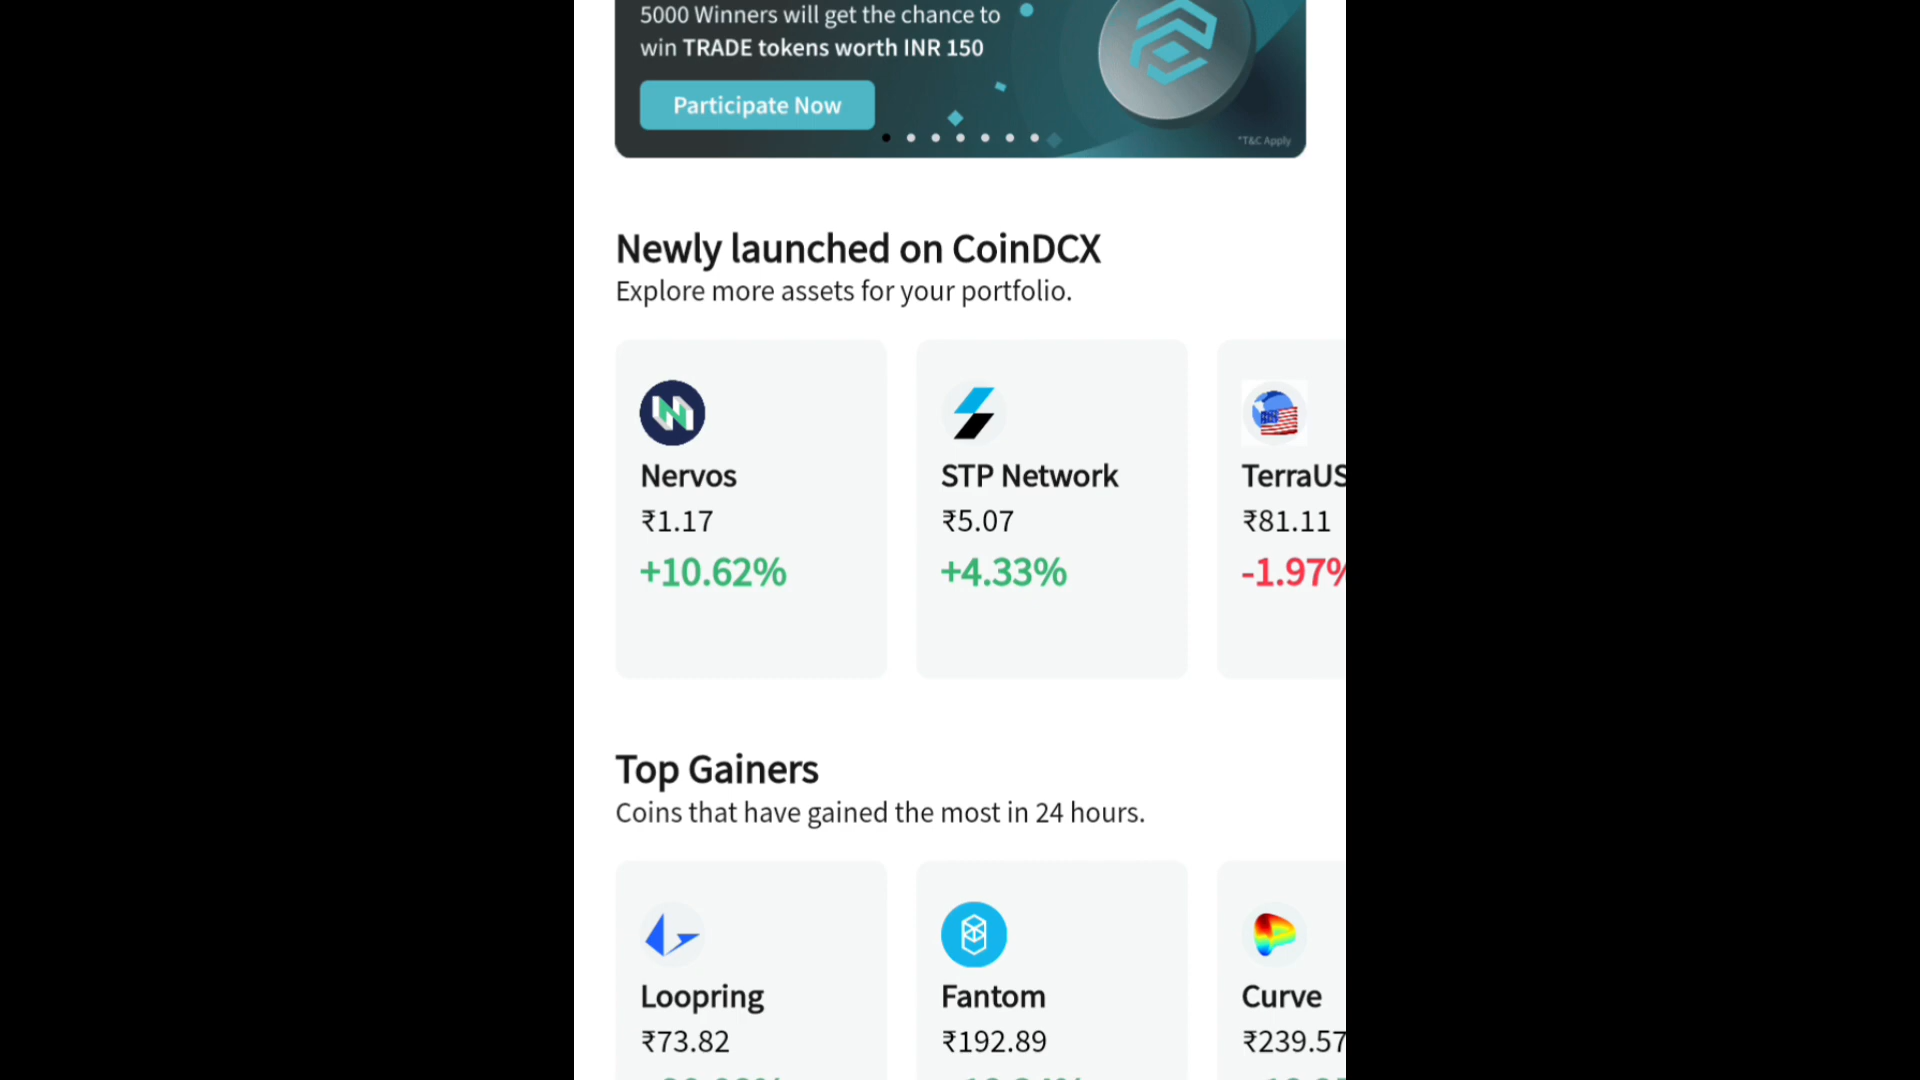 5000 Winners will get the chance to
win TRADE tokens worth INR 150
Participate Now
*T&C Apply
Newly launched on CoinDCX
Explore more assets for your portfolio.
Nervos
₹1.17
+10.62%
STP Network
₹5.07
+4.33%
TerraUS
₹81.11
-1.97%
Top Gainers
Coins that have gained the most in 24 hours.
Loopring
₹73.82
Fantom
₹192.89
Curve
₹239.57